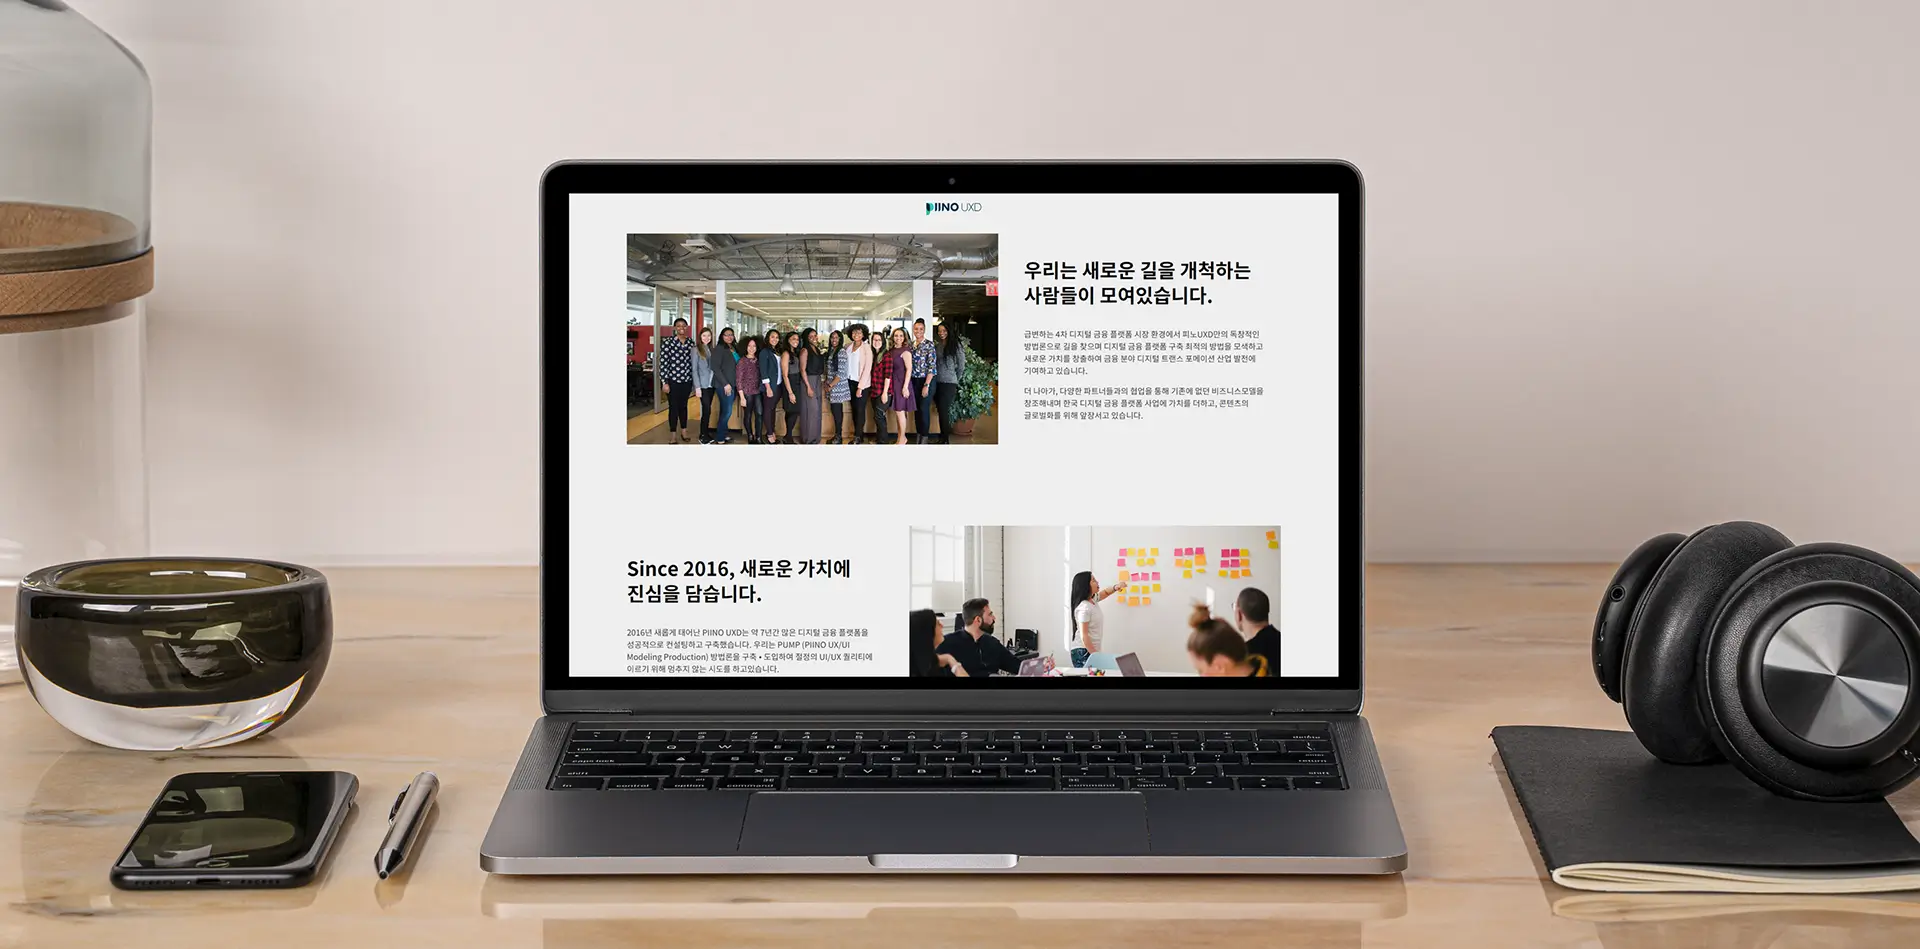 PIINO UXD
우리는 새로운 길을 개척하는
사람들이 모여있습니다.
급변하는 4차 디지털 금융 플랫폼 시장 환경에서 피노UXD만의 독창적인
방법론으로 길을 찾으며 디지털 금융 플랫폼 구축 최적의 방법을 모색하고
새로운 가치를 창출하여 금융 분야 디지털 트랜스 포메이션 산업 발전에
기여하고 있습니다.
더 나아가, 다양한 파트너들과의 협업을 통해 기존에 없던 비즈니스모델을
창조해내며 한국 디지털 금융 플랫폼 사업에 가치를 더하고, 콘텐츠의
글로벌화를 위해 앞장서고 있습니다.
Since 2016, 새로운 가치에
진심을 담습니다.
2016년 새롭게 태어난 PIINO UXD는 약 7년간 많은 디지털 금융 플랫폼을
성공적으로 컨설팅하고 구축했습니다. 우리는 PUMP (PIINO UX/UI
Modeling Production) 방법론을 구축 • 도입하여 절정의 UI/UX 퀄리티에
이르기 위해 멈추지 않는 시도를 하고있습니다.
delete
tab Q W E R T Y U I O P
caps lock S D F G H J K L return
shift Z X C V B N M shift
fn control option command command option